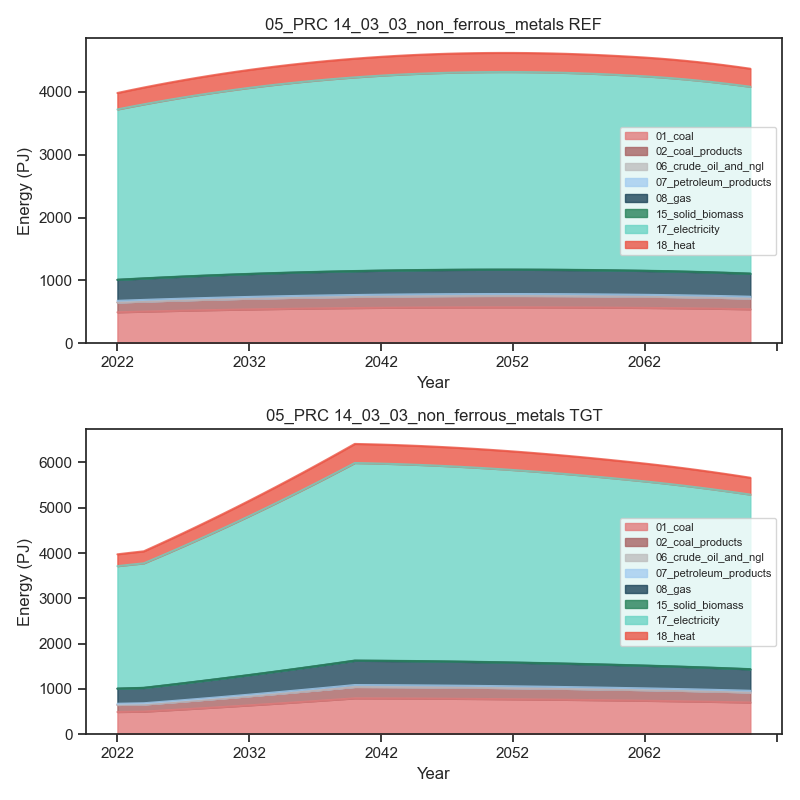 05_PRC 14_03_03_non_ferrous_metals REF
Energy (PJ)
4000
3000
2000
1000
0
01_coal
02_coal_products
06_crude_oil_and_ngl
07_petroleum_products
08_gas
15_solid_biomass
17_electricity
18_heat
2022 2032 2042 2052 2062
Year
05_PRC 14_03_03_non_ferrous_metals TGT
Energy (PJ)
6000
5000
4000
3000
2000
1000
0
01_coal
02_coal_products
06_crude_oil_and_ngl
07_petroleum_products
08_gas
15_solid_biomass
17_electricity
18_heat
2022 2032 2042 2052 2062
Year